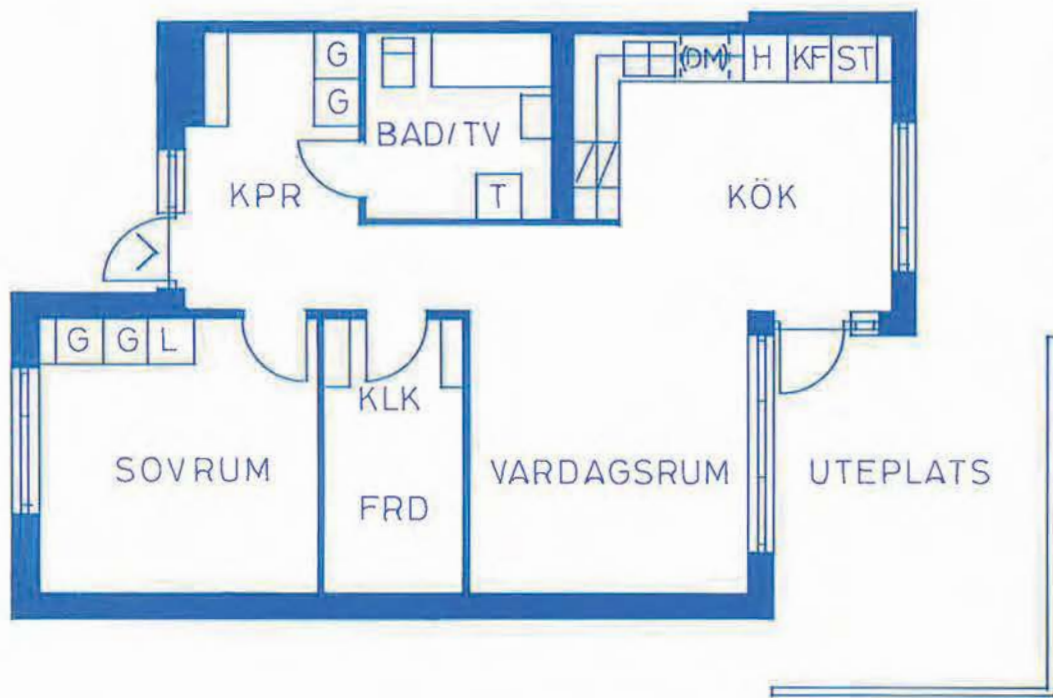 G
G
BAD/TV
T
KPR
(DM) H KF ST
KÖK
G G L
SOVRUM
KLK
FRD
VARDAGSRUM
UTEPLATS